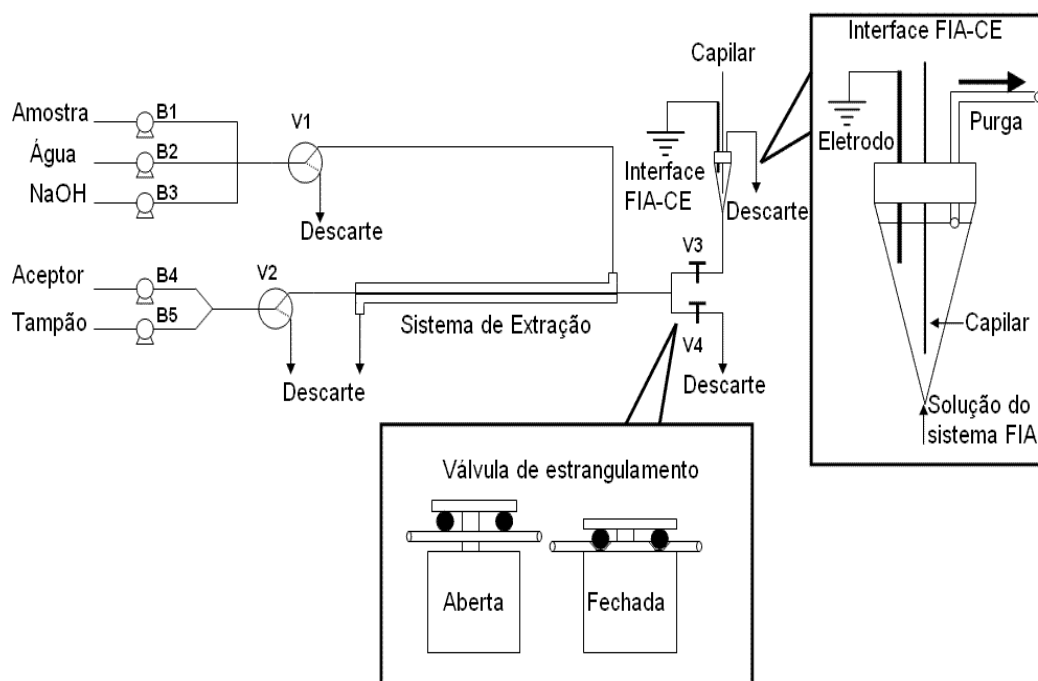 Amostra
B1
Água
B2
NaOH
B3
V1
Descarte
Aceptor
B4
Tampão
B5
V2
Descarte
Sistema de Extração
Capilar
Interface
FIA-CE
Descarte
V3
V4
Descarte
Interface FIA-CE
Eletrodo
Purga
Capilar
Solução do
sistema FIA
Válvula de estrangulamento
Aberta
Fechada